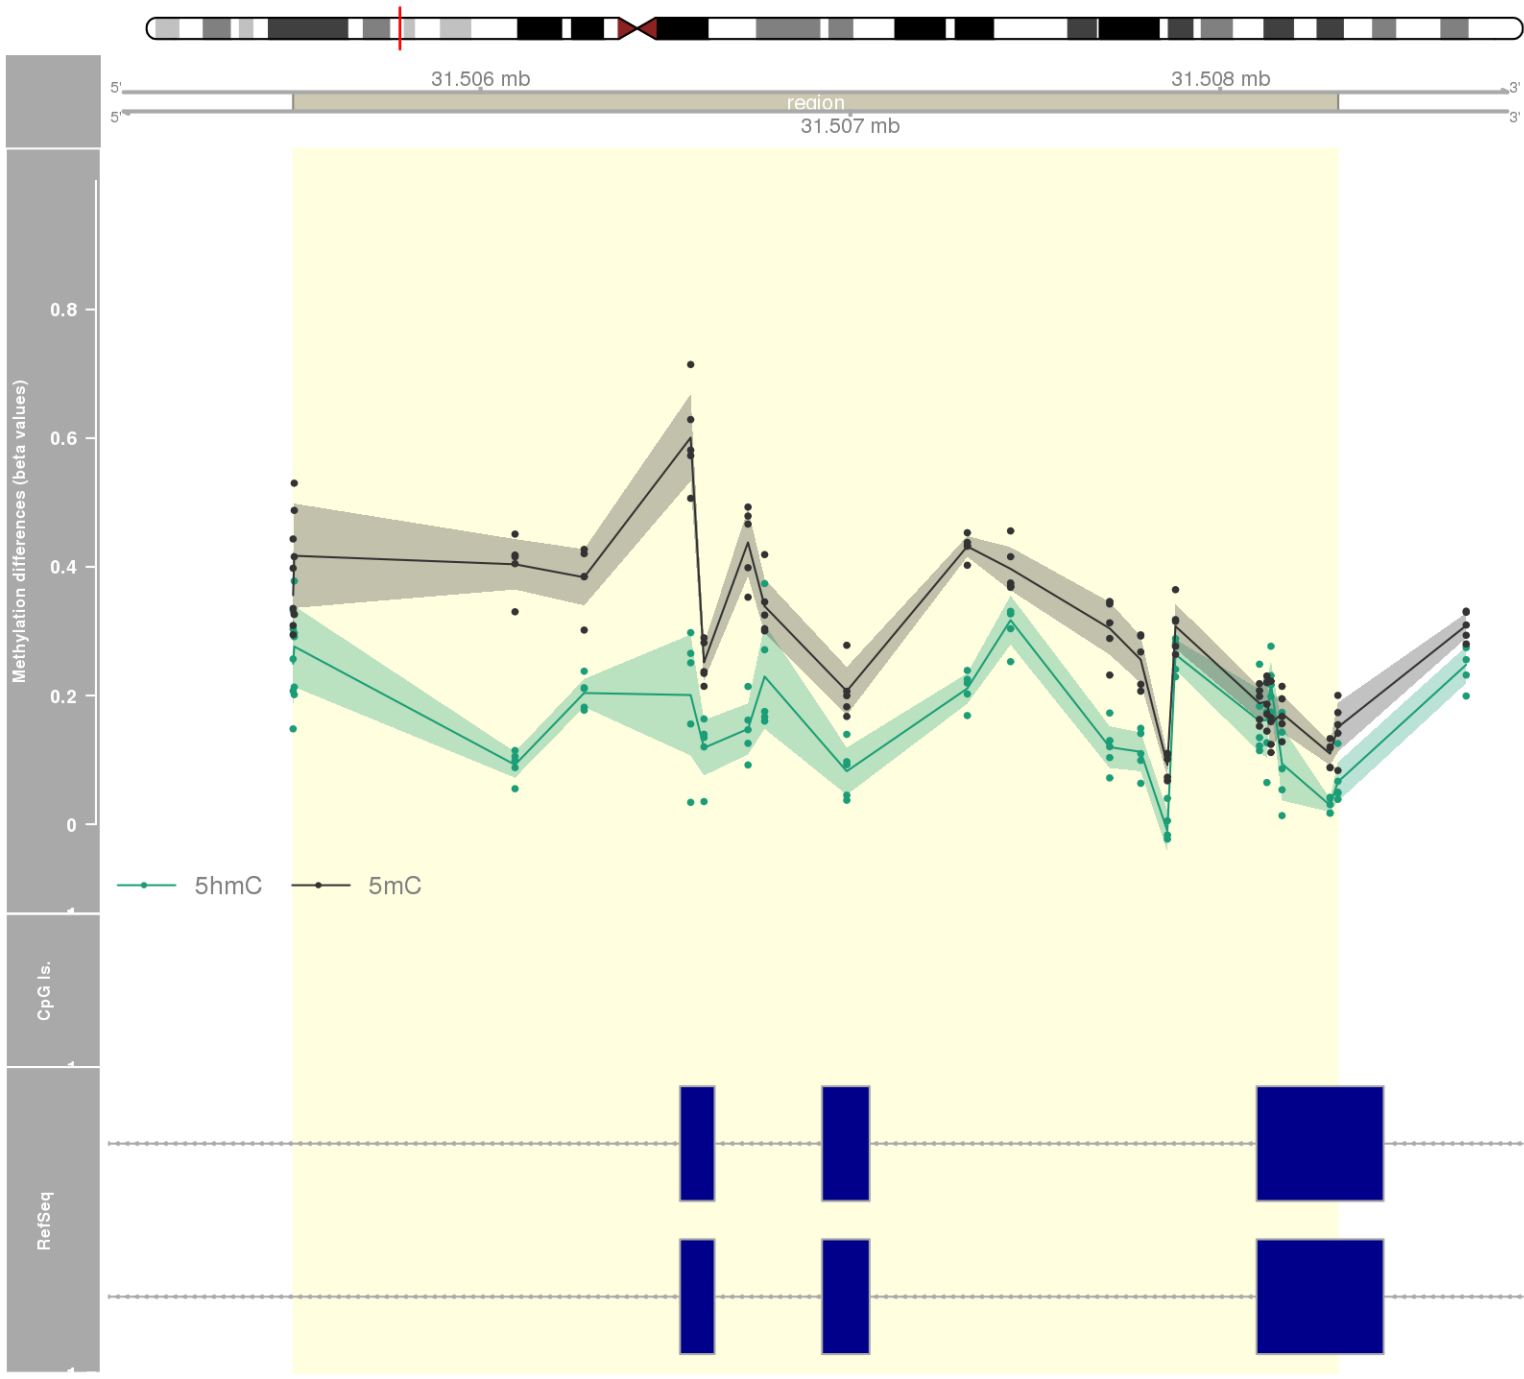 31.506 mb
31.508 mb
5'
3'
region
5'
3'
31.507 mb
Methylation differences (beta values)
0.8
0.6
0.4
0.2
0
5hmC
5mC
CpG Is.
RefSeq